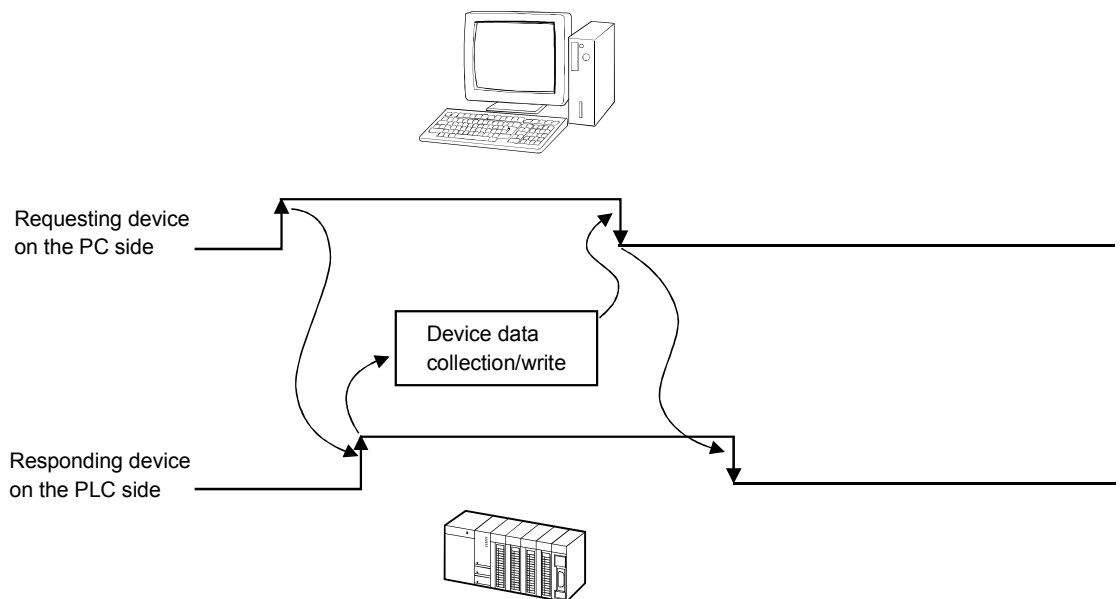 Requesting device
on the PC side
Device data
collection/write
Responding device
on the PLC side